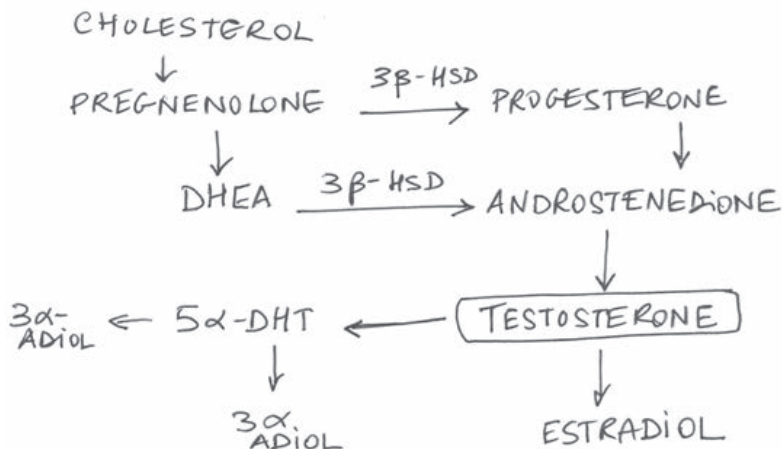 CHOLESTEROL
3β-HSD
PREGNENOLONE
PROGESTERONE
3β-HSD
DHEA
ANDROSTENEDiONE
3α-
ADiOL
5α-DHT
TESTOSTERONE
3α
ADIOL
ESTRADiOL